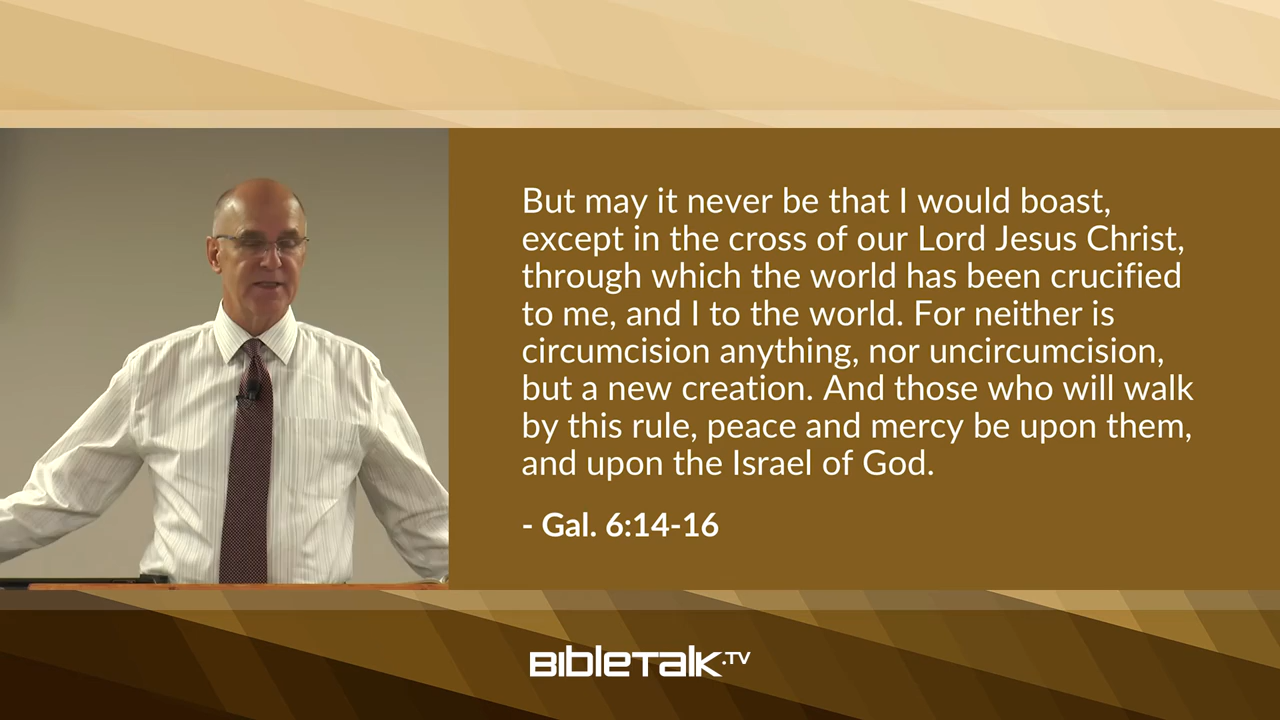 But may it never be that I would boast,
except in the cross of our Lord Jesus Christ,
through which the world has been crucified
to me, and I to the world. For neither is
circumcision anything, nor uncircumcision,
but a new creation. And those who will walk
by this rule, peace and mercy be upon them,
and upon the Israel of God.
- Gal. 6:14-16
BIBLETALK.TV